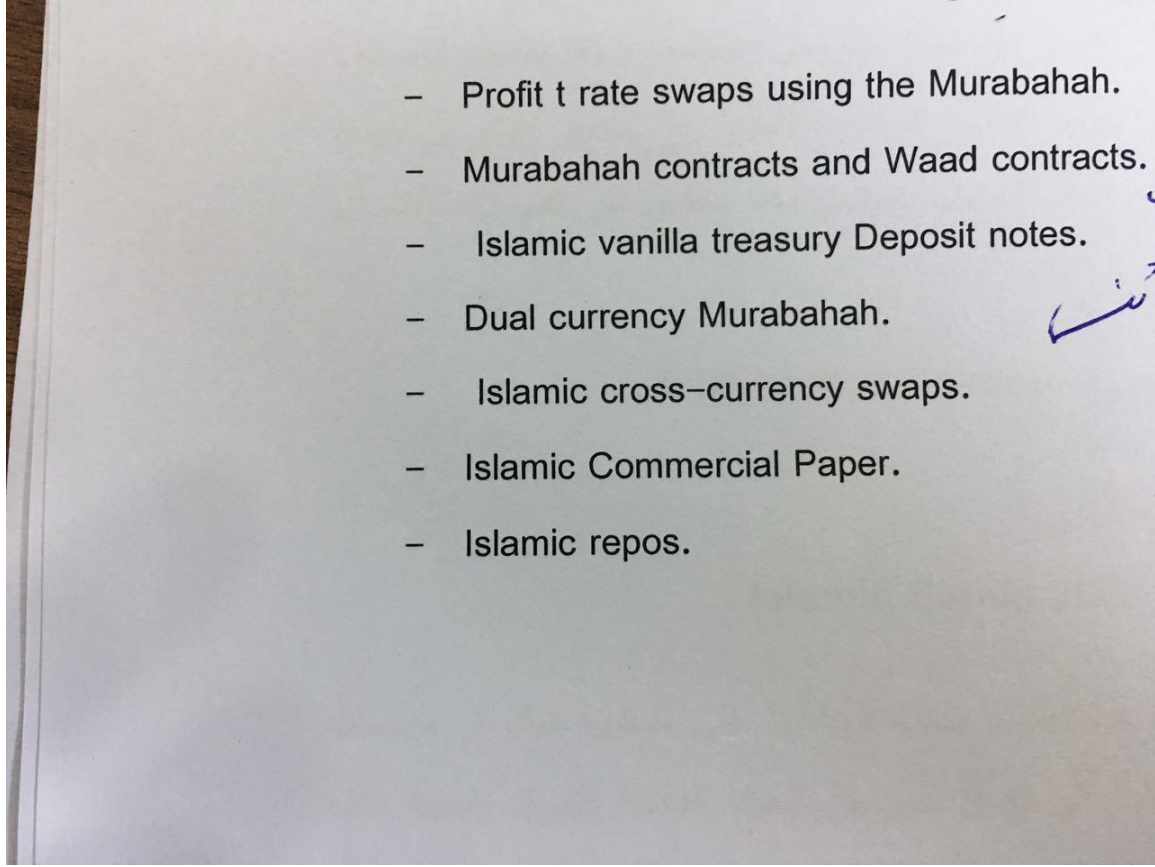 - Profit t rate swaps using the Murabahah.
- Murabahah contracts and Waad contracts.
- Islamic vanilla treasury Deposit notes.
- Dual currency Murabahah.
- Islamic cross-currency swaps.
- Islamic Commercial Paper.
- Islamic repos.